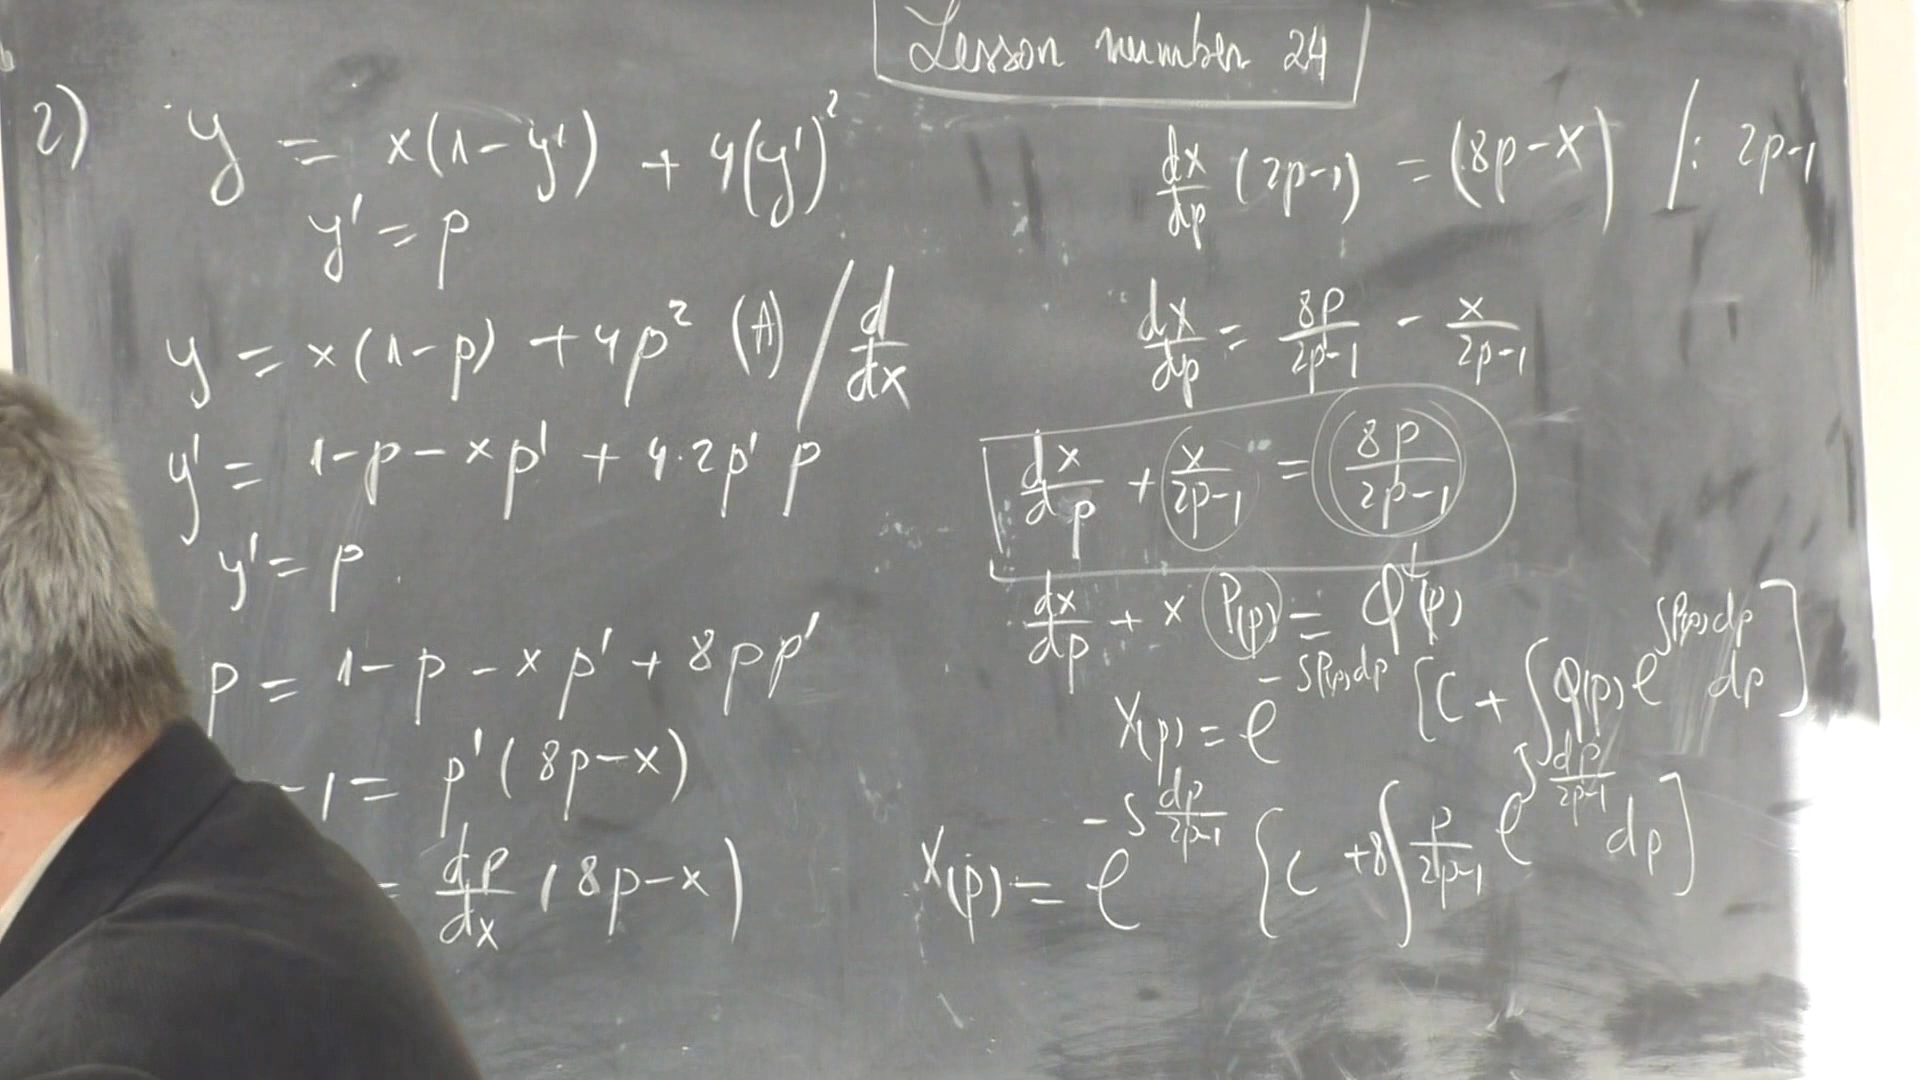 Lesson number 24
2) y = x(1-y') + 4(y')²
y' = p
y = x(1-p) + 4p² (A) / d/dx
y' = 1-p-xp' + 4·2p' p
y' = p
p = 1-p-xp' + 8pp'
-1 = p'(8p-x)
= dp/dx (8p-x)
dx/dp (2p-1) = (8p-x) /: 2p-1
dx/dp = 8p/2p-1 - x/2p-1
dx/dp + x/2p-1 = 8p/2p-1
dx/dp + x P(p) = Q(p)
x(p) = e^{-∫P(p)dp} [C + ∫Q(p) e^{∫P(p)dp} dp]
x(p) = e^{-∫dp/2p-1} [C + 8∫ p/2p-1 e^{∫dp/2p-1} dp]